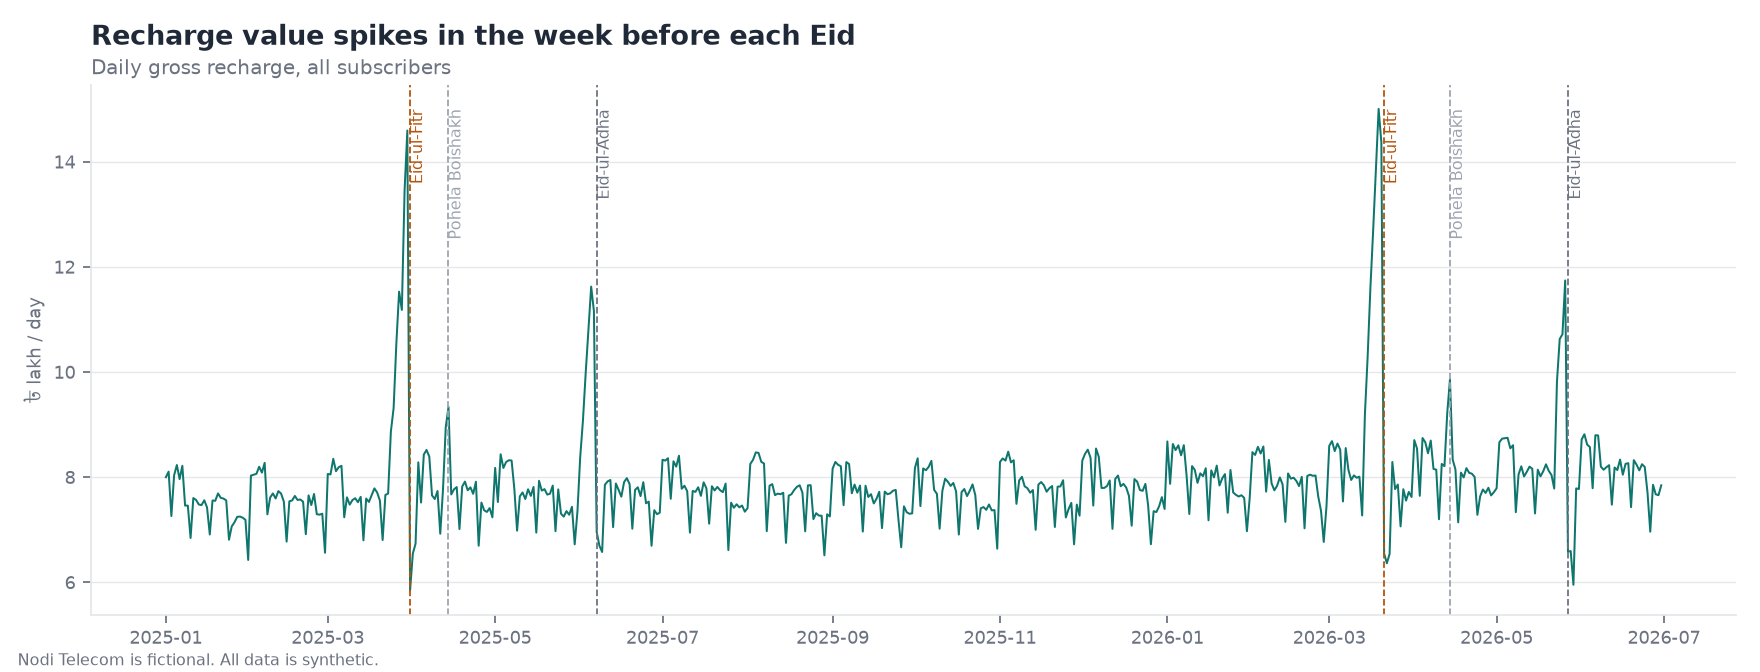 Recharge value spikes in the week before each Eid
Daily gross recharge, all subscribers
৳ lakh / day
14
12
10
8
6
Eid-ul-Fitr
Pohela Boishakh
Eid-ul-Adha
Eid-ul-Fitr
Pohela Boishakh
Eid-ul-Adha
2025-01
2025-03
2025-05
2025-07
2025-09
2025-11
2026-01
2026-03
2026-05
2026-07
Nodi Telecom is fictional. All data is synthetic.